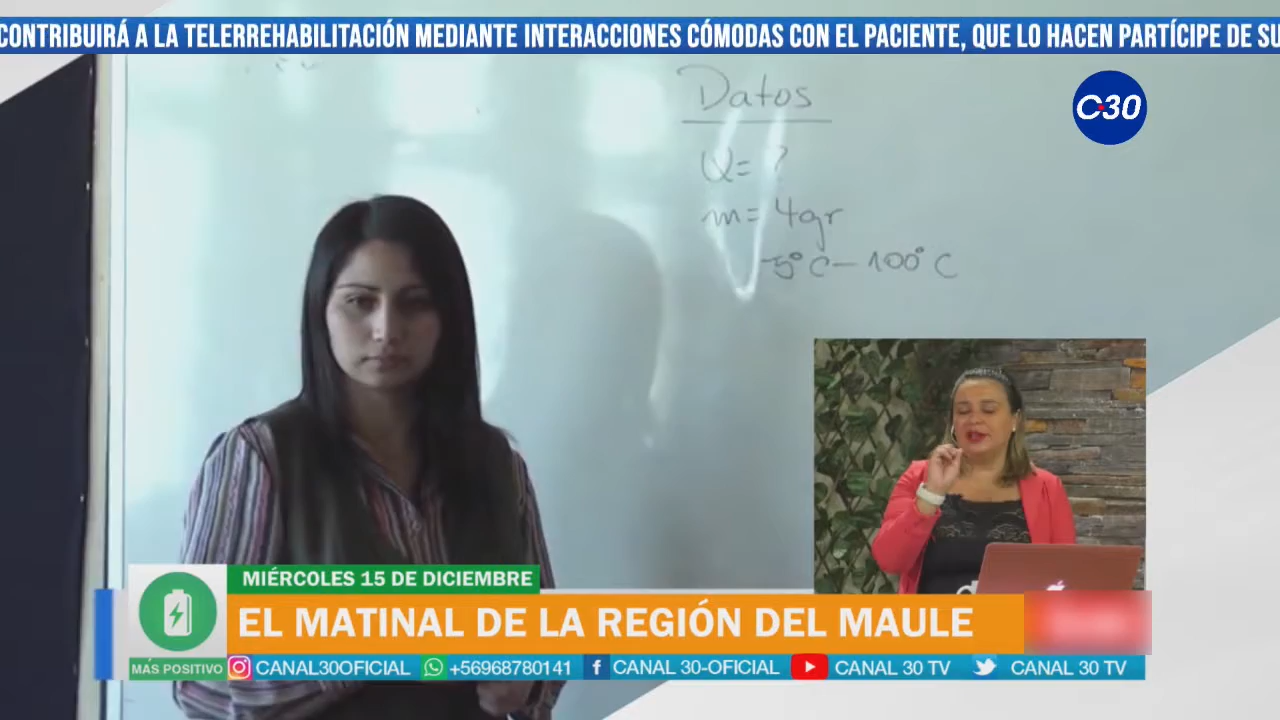 CONTRIBUIRÁ A LA TELERREHABILITACIÓN MEDIANTE INTERACCIONES CÓMODAS CON EL PACIENTE, QUE LO HACEN PARTÍCIPE DE SU
C30
Datos
Q= ?
m= 4gr
-5°C - 100°C
MIÉRCOLES 15 DE DICIEMBRE
EL MATINAL DE LA REGIÓN DEL MAULE
MÁS POSITIVO
CANAL30OFICIAL +56968780141 CANAL 30-OFICIAL CANAL 30 TV CANAL 30 TV